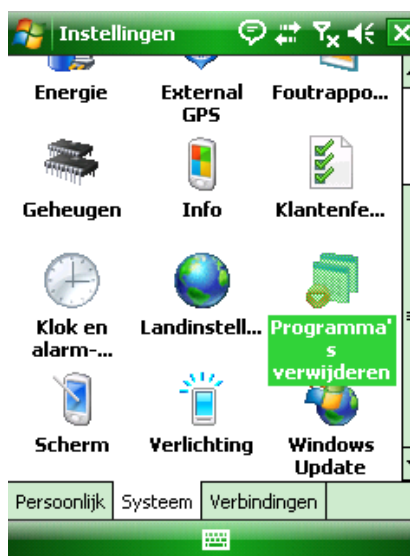 Instellingen
Energie External GPS Foutrappo...
Geheugen Info Klantenfe...
Klok en alarm-... Landinstell... Programma's verwijderen
Scherm Verlichting Windows Update
Persoonlijk Systeem Verbindingen